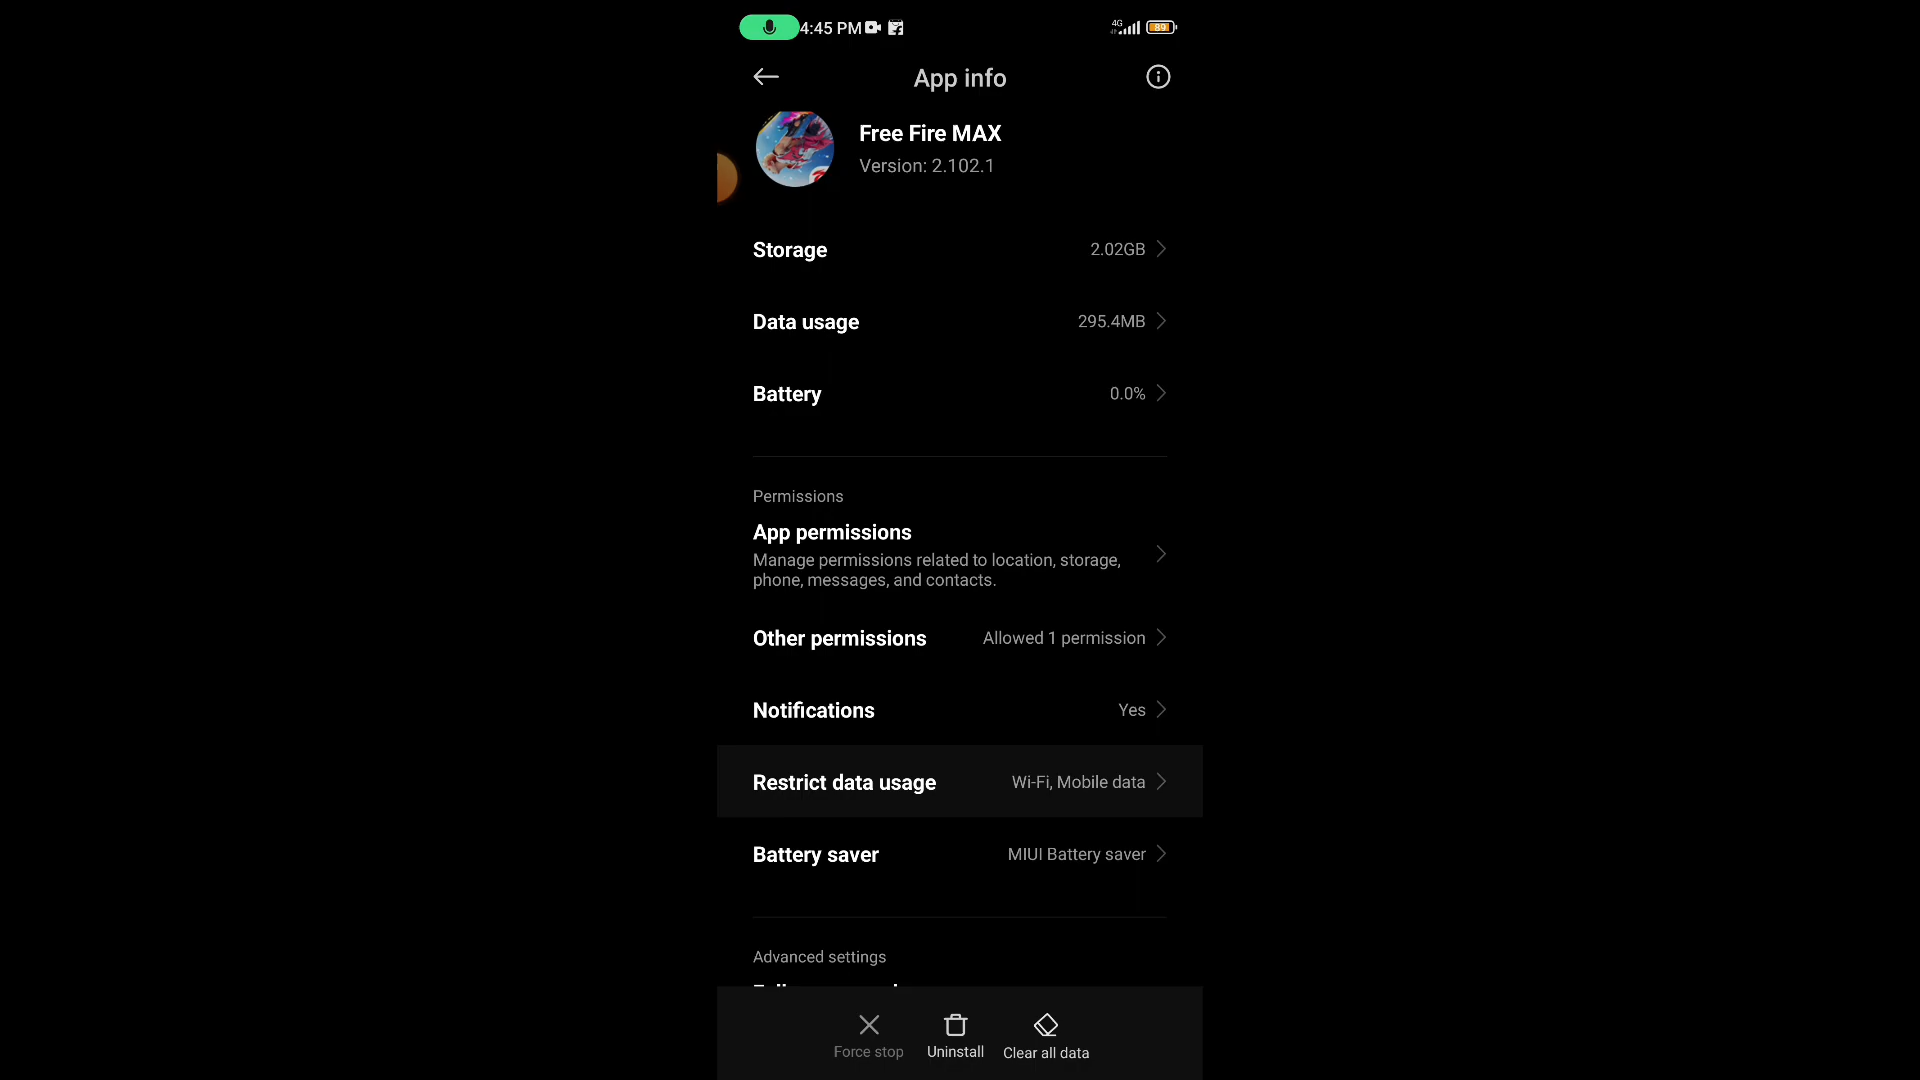 4:45 PM
4G
89
App info
Free Fire MAX
Version: 2.102.1
Storage 2.02GB
Data usage 295.4MB
Battery 0.0%
Permissions
App permissions
Manage permissions related to location, storage,
phone, messages, and contacts.
Other permissions Allowed 1 permission
Notifications Yes
Restrict data usage Wi-Fi, Mobile data
Battery saver MIUI Battery saver
Advanced settings
Force stop Uninstall Clear all data